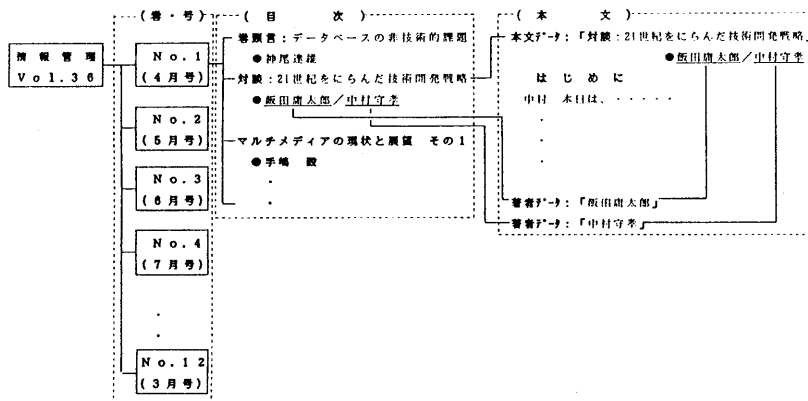 (巻・号)
(目 次)
(本 文)
情報管理
Vol.36
No.1
(4月号)
No.2
(5月号)
No.3
(6月号)
No.4
(7月号)
・
・
No.12
(3月号)
巻頭言:データベースの非技術的課題
●神尾達雄
対談:21世紀をにらんだ技術開発戦略
●飯田庸太郎/中村守孝
マルチメディアの現状と展望 その1
●手嶋 毅
・
・
本文データ:「対談:21世紀をにらんだ技術開発戦略」
●飯田庸太郎/中村守孝
はじめに
中村 本日は、・・・・・
・
・
・
著者データ:「飯田庸太郎」
著者データ:「中村守孝」